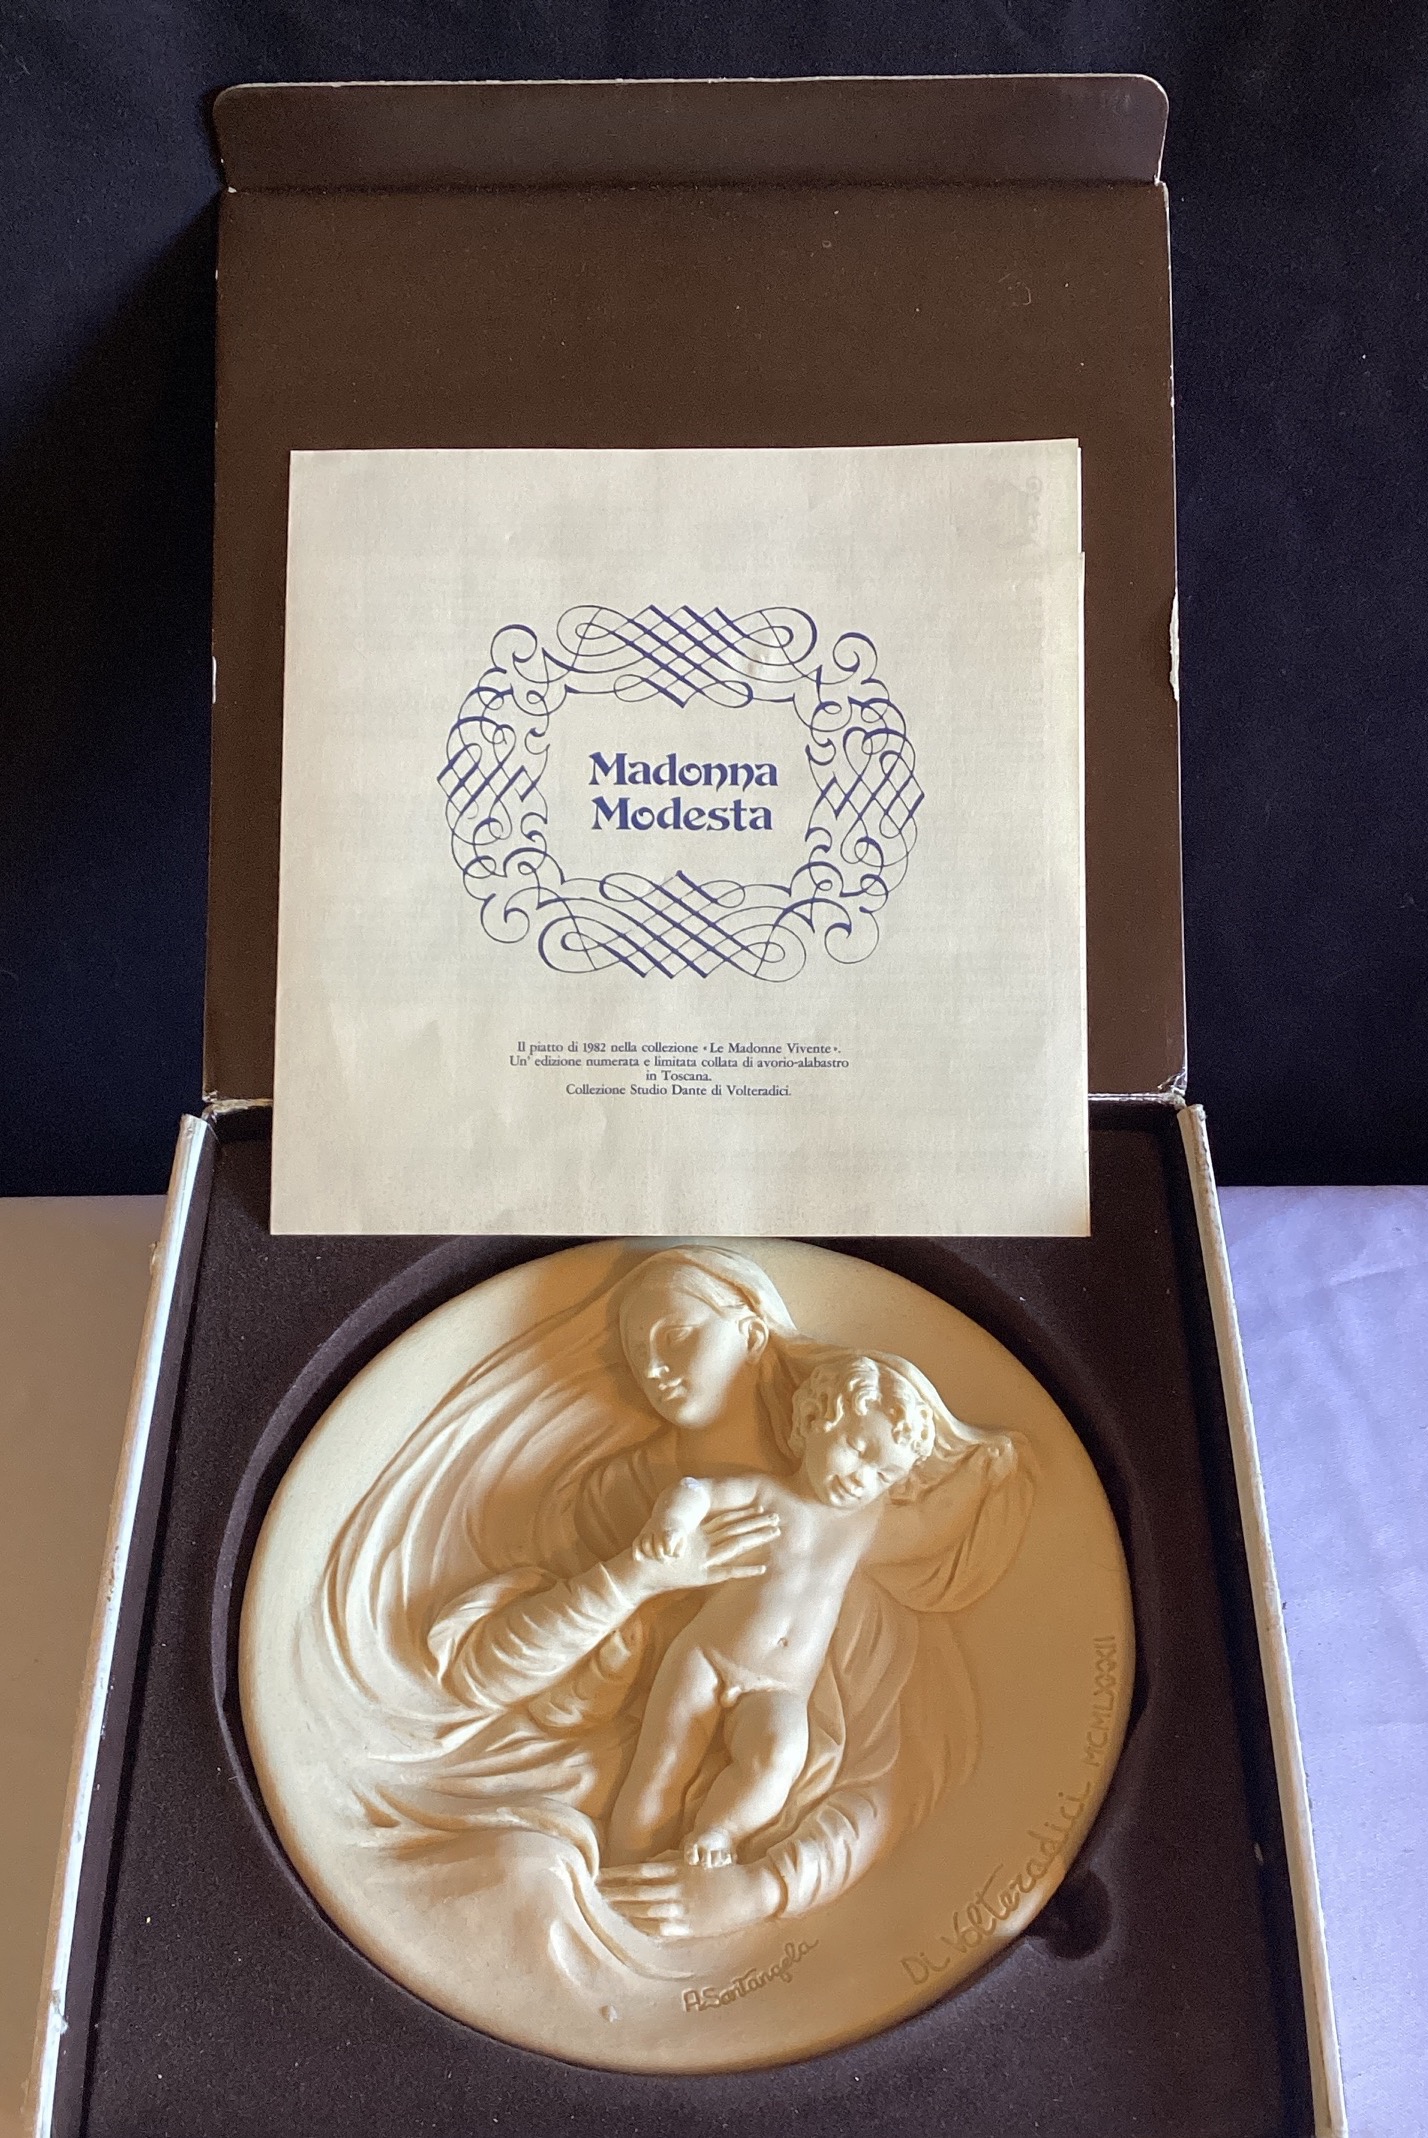 Madonna
Modesta
Il piatto di 1982 nella collezione «Le Madonne Vivente».
Un' edizione numerata e limitata collata di avorio-alabastro
in Toscana.
Collezione Studio Dante di Volteradici.
A Santangela
Di Volteradici MCMLXXXII